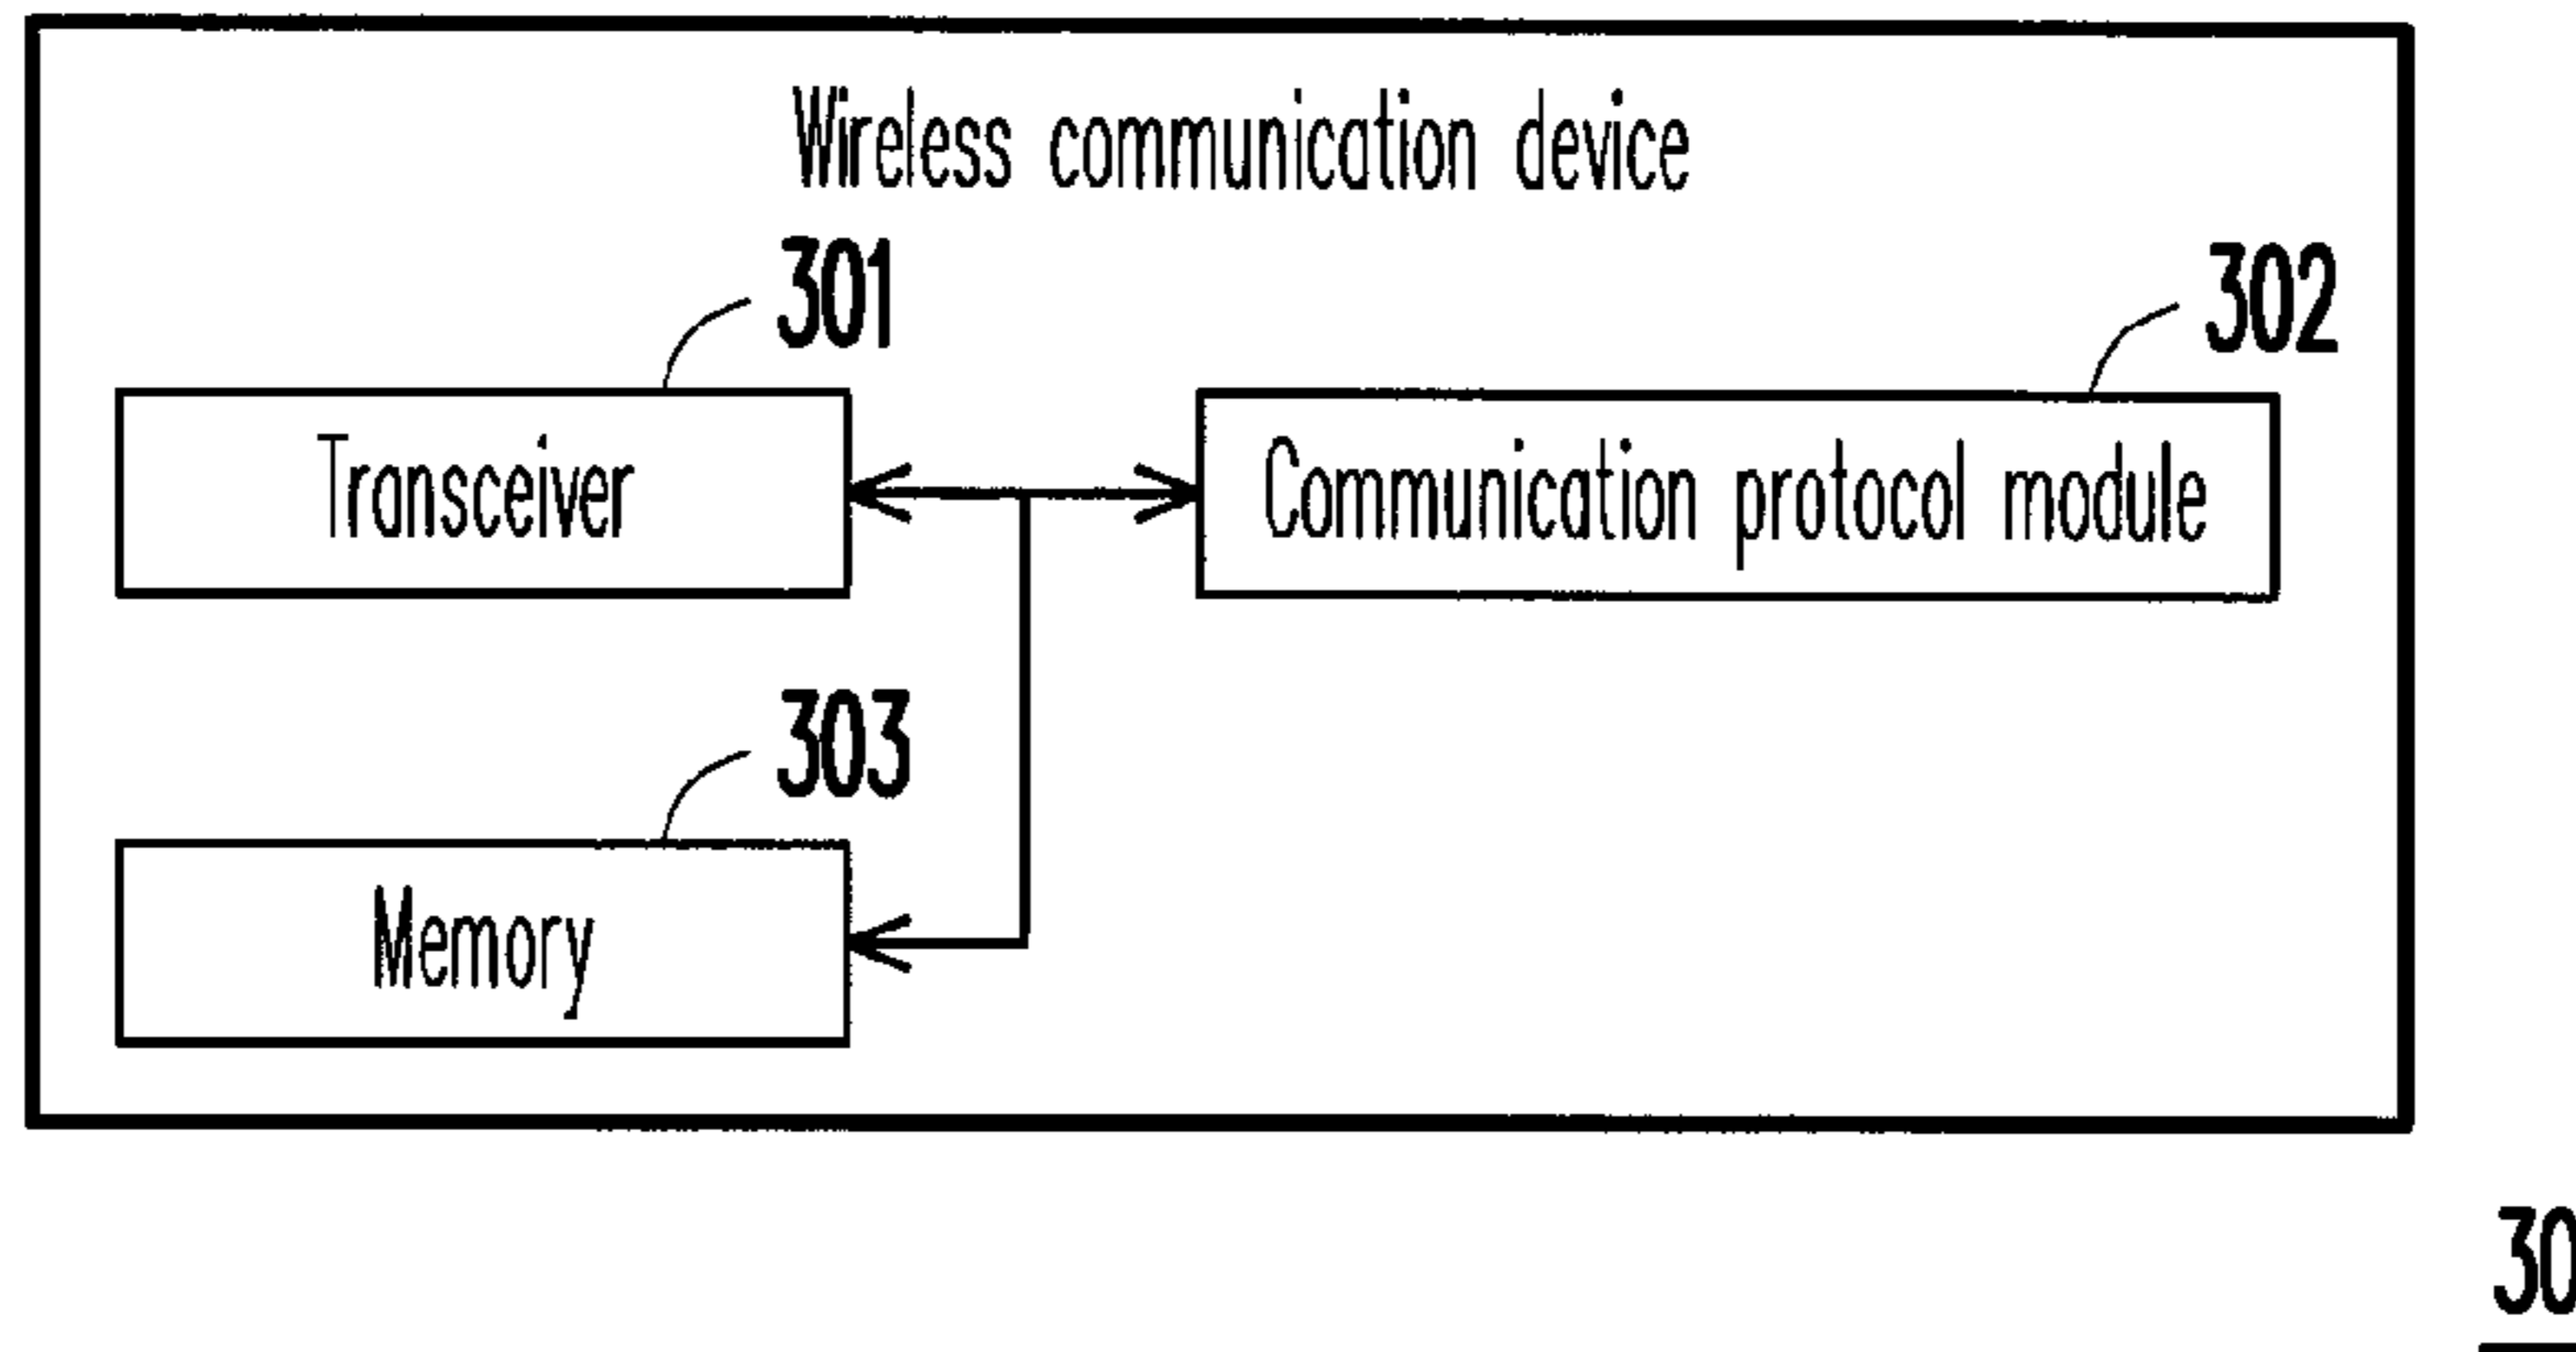 Wireless communication device
301
302
Transceiver
Communication protocol module
303
Memory
30